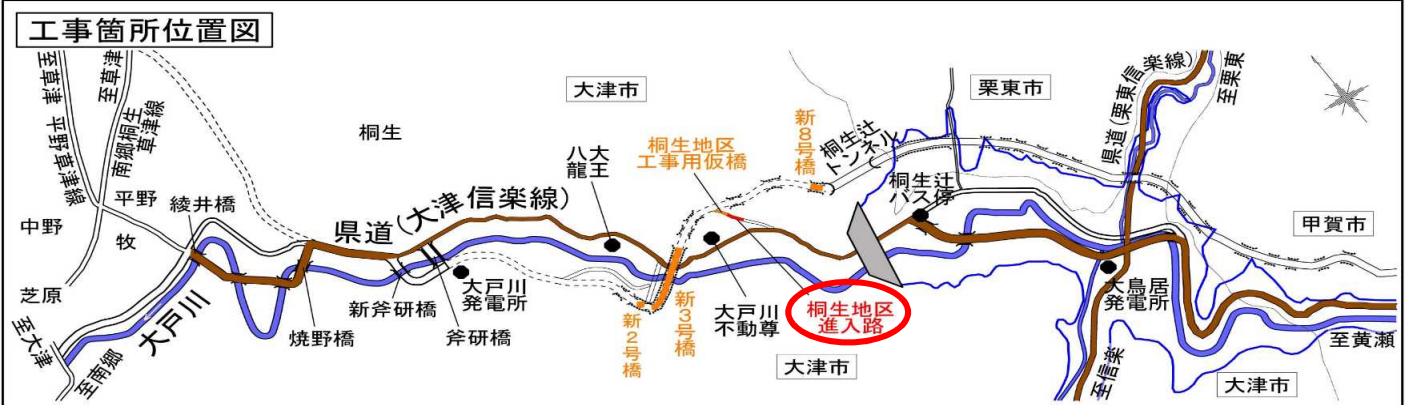 工事箇所位置図
至草津 平野草津線
至草津
南郷桐生
草津線
桐生
大津市
栗東市
県道(栗東信楽線)
至栗東
中野
平野
牧
綾井橋
県道(大津信楽線)
八大
龍王
桐生地区
工事用仮橋
新8号橋
桐生辻
トンネル
桐生辻
バス停
甲賀市
芝原
至大津
至南郷
大戸川
焼野橋
新斧研橋
斧研橋
大戸川
発電所
新2号橋
新3号橋
大戸川
不動尊
桐生地区
進入路
大津市
大鳥居
発電所
至信楽
大津市
至黄瀬